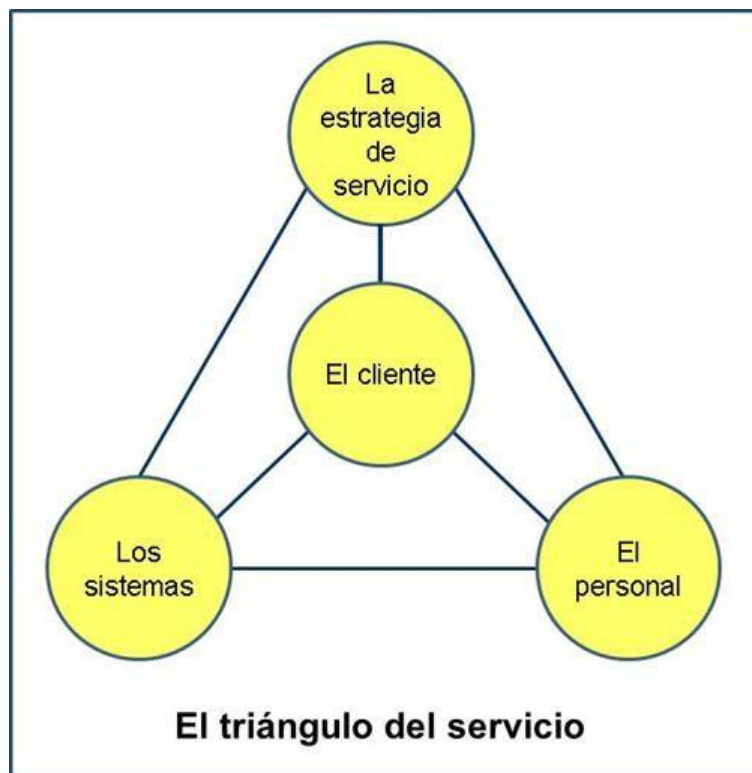 La
estrategia
de
servicio
El cliente
Los
sistemas
El
personal
El triángulo del servicio